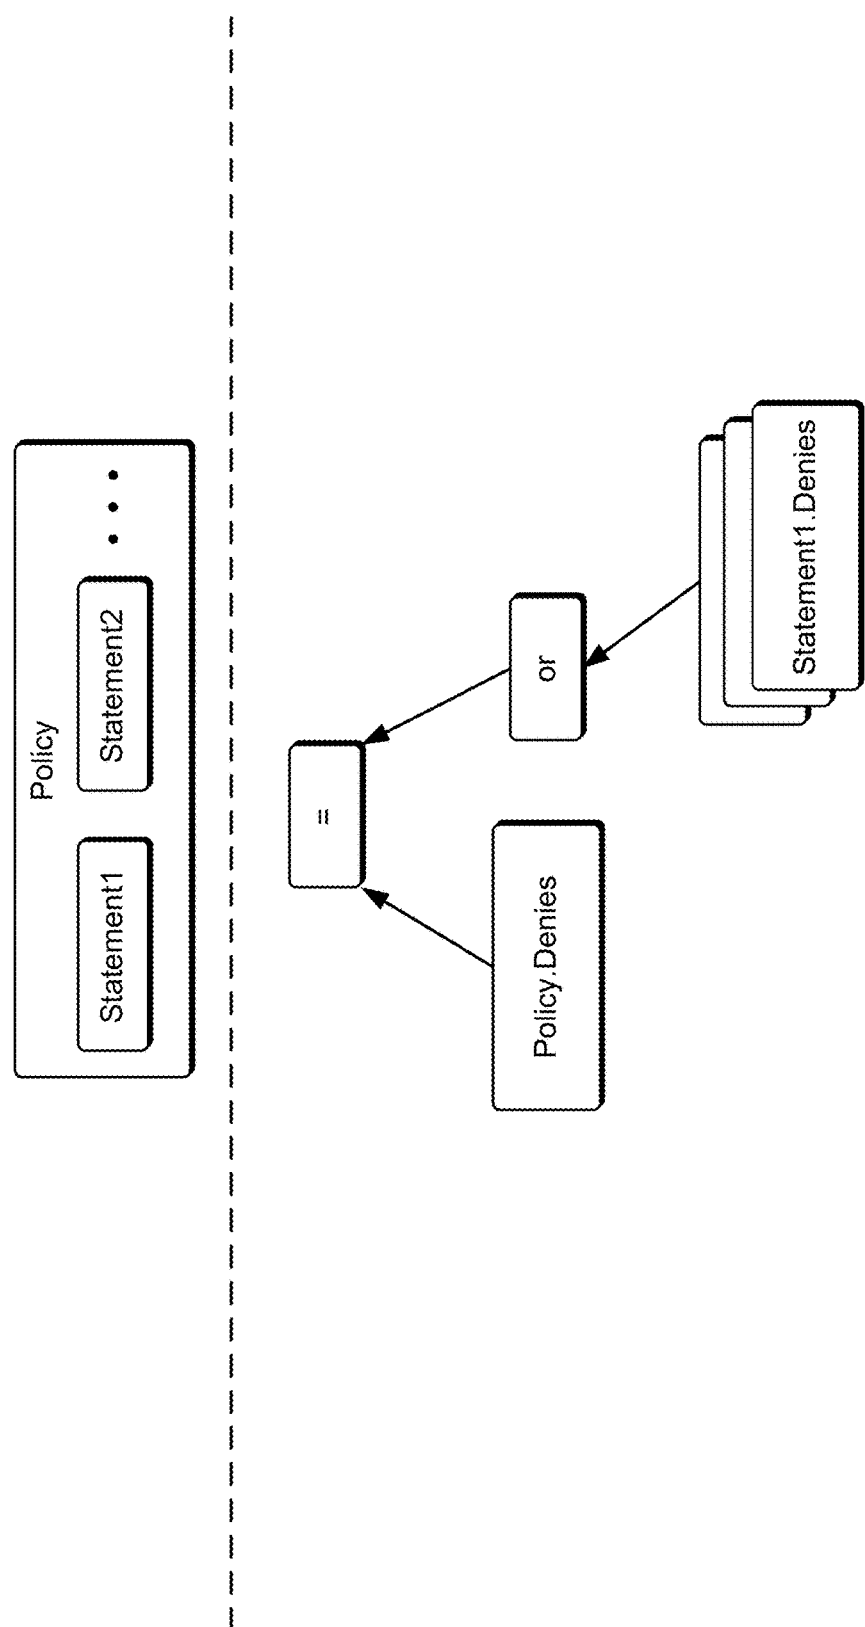 Policy
Statement1
Statement2
• • •
=
Policy.Denies
or
Statement1.Denies